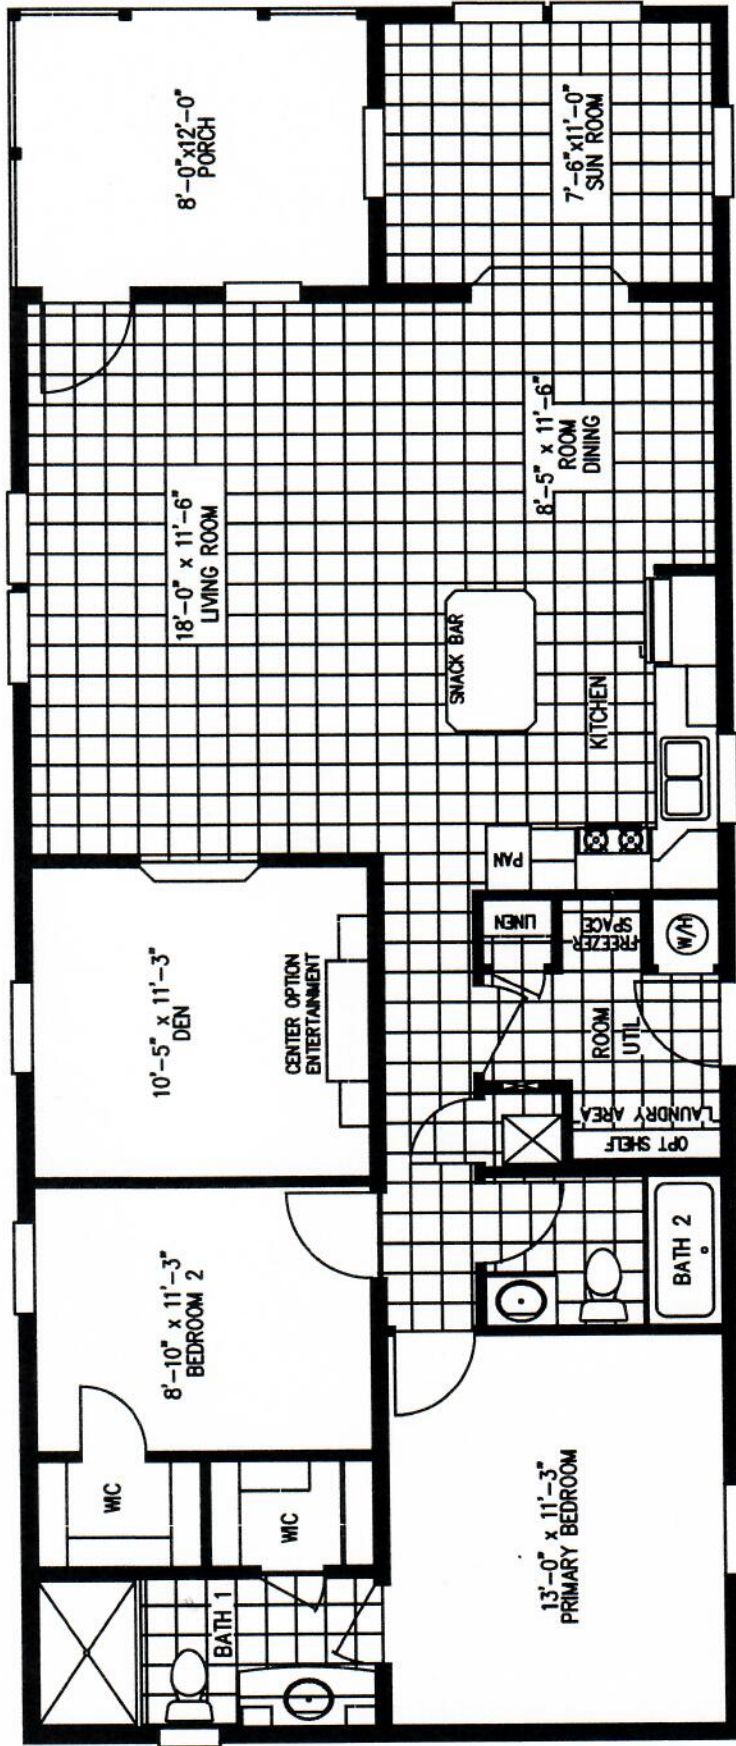 8'-0"x12'-0"
PORCH
7'-6"x11'-0"
SUN ROOM
18'-0" x 11'-6"
LIVING ROOM
8'-5" x 11'-6"
ROOM
DINING
SNACK BAR
KITCHEN
PAN
10'-5" x 11'-3"
DEN
CENTER OPTION
ENTERTAINMENT
LINEN
SPACE
FREEZER
W/H
ROOM
UTIL
LAUNDRY AREA
OPT SHELF
8'-10" x 11'-3"
BEDROOM 2
BATH 2
WIC
WIC
BATH 1
13'-0" x 11'-3"
PRIMARY BEDROOM